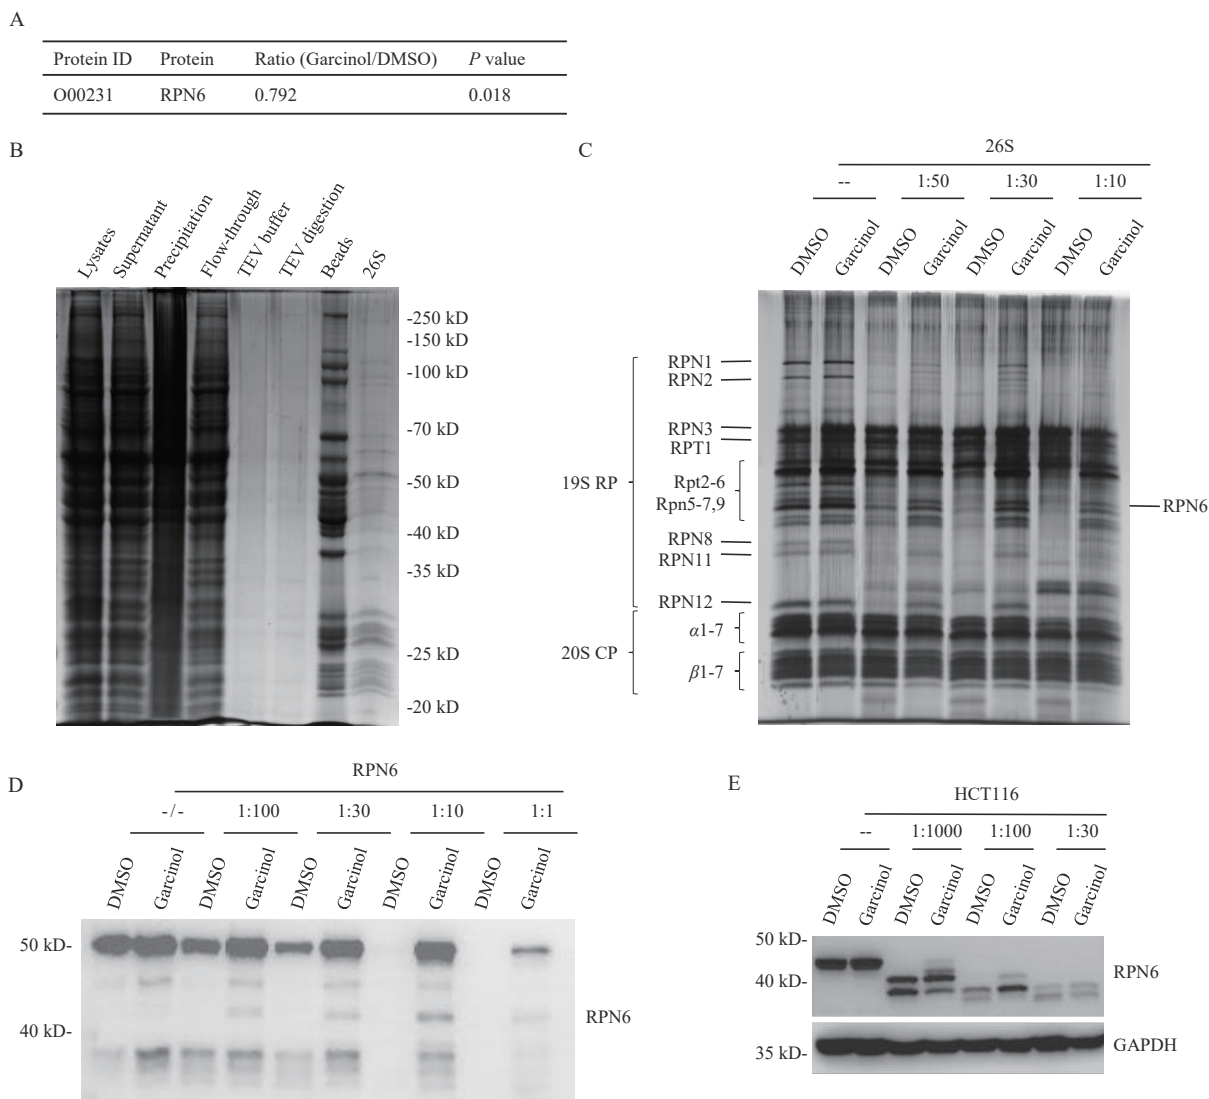 A
Protein ID Protein Ratio (Garcinol/DMSO) P value
O00231 RPN6 0.792 0.018
B
Lysates Supernatant Precipitation Flow-through TEV buffer TEV digestion Beads 26S
-250 kD
-150 kD
-100 kD
-70 kD
-50 kD
-40 kD
-35 kD
-25 kD
-20 kD
C
26S
-- 1:50 1:30 1:10
DMSO Garcinol DMSO Garcinol DMSO Garcinol DMSO Garcinol
RPN1
RPN2
RPN3
RPT1
19S RP
Rpt2-6
Rpn5-7,9
RPN6
RPN8
RPN11
RPN12
20S CP
α1-7
β1-7
D
RPN6
-/- 1:100 1:30 1:10 1:1
DMSO Garcinol DMSO Garcinol DMSO Garcinol DMSO Garcinol DMSO Garcinol
50 kD-
40 kD-
RPN6
E
HCT116
-- 1:1000 1:100 1:30
DMSO Garcinol DMSO Garcinol DMSO Garcinol DMSO Garcinol
50 kD-
40 kD-
RPN6
35 kD-
GAPDH